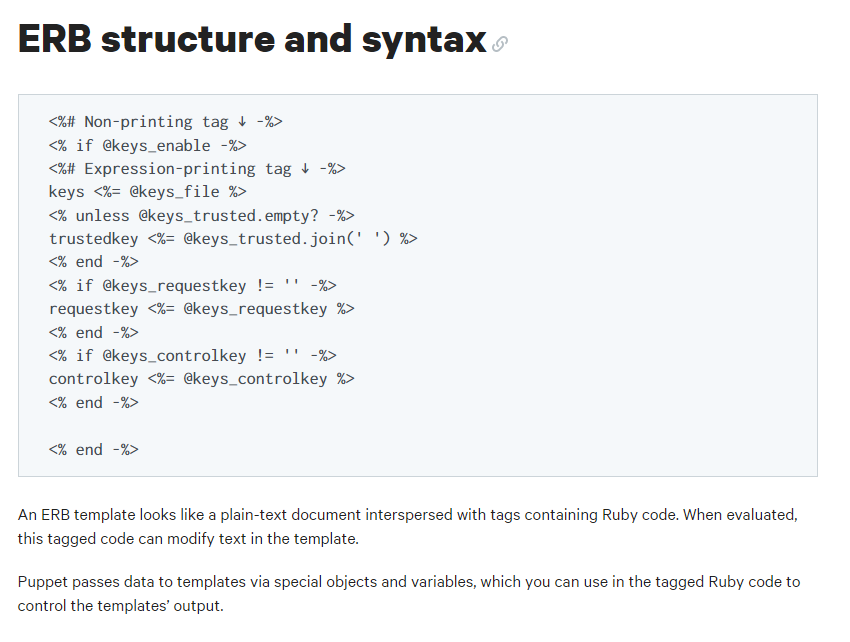 ERB structure and syntax
<%# Non-printing tag ↓ -%>
<% if @keys_enable -%>
<%# Expression-printing tag ↓ -%>
keys <%= @keys_file %>
<% unless @keys_trusted.empty? -%>
trustedkey <%= @keys_trusted.join(' ') %>
<% end -%>
<% if @keys_requestkey != '' -%>
requestkey <%= @keys_requestkey %>
<% end -%>
<% if @keys_controlkey != '' -%>
controlkey <%= @keys_controlkey %>
<% end -%>
<% end -%>
An ERB template looks like a plain-text document interspersed with tags containing Ruby code. When evaluated,
this tagged code can modify text in the template.
Puppet passes data to templates via special objects and variables, which you can use in the tagged Ruby code to
control the templates’ output.